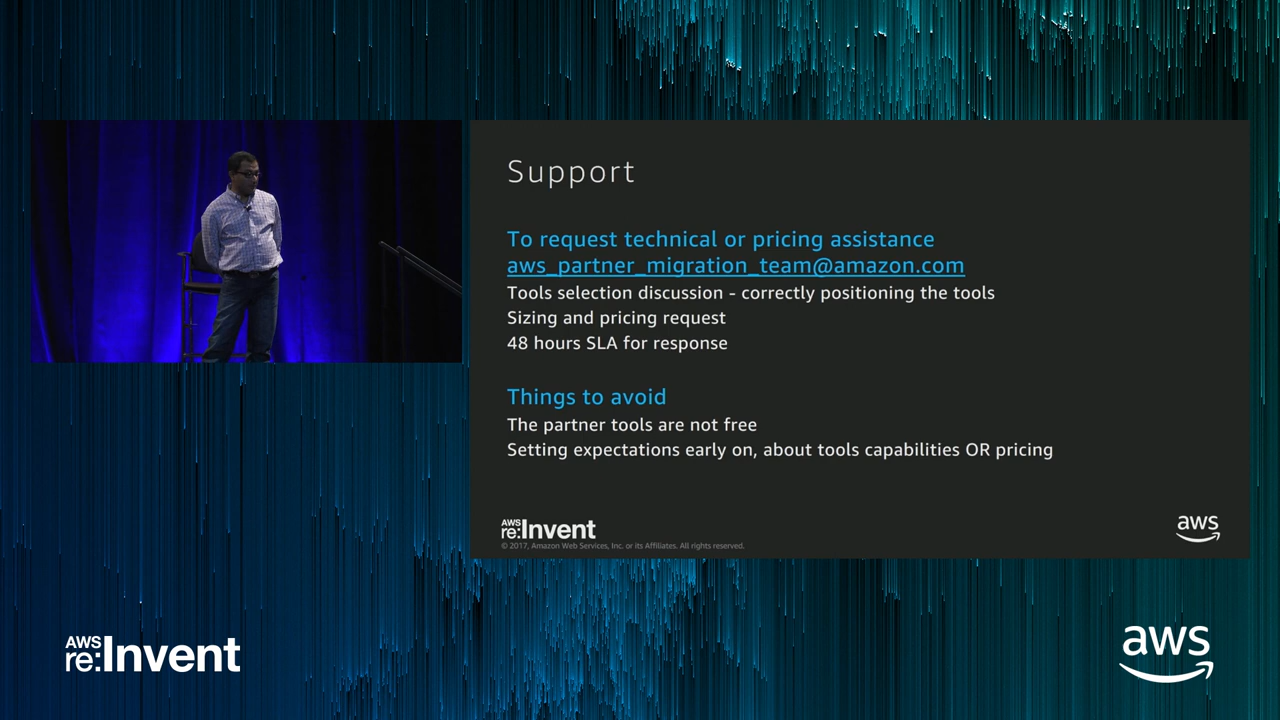 Support
To request technical or pricing assistance
aws_partner_migration_team@amazon.com
Tools selection discussion - correctly positioning the tools
Sizing and pricing request
48 hours SLA for response
Things to avoid
The partner tools are not free
Setting expectations early on, about tools capabilities OR pricing
AWS
re:Invent
© 2017, Amazon Web Services, Inc. or its Affiliates. All rights reserved.
aws
AWS
re:Invent
aws